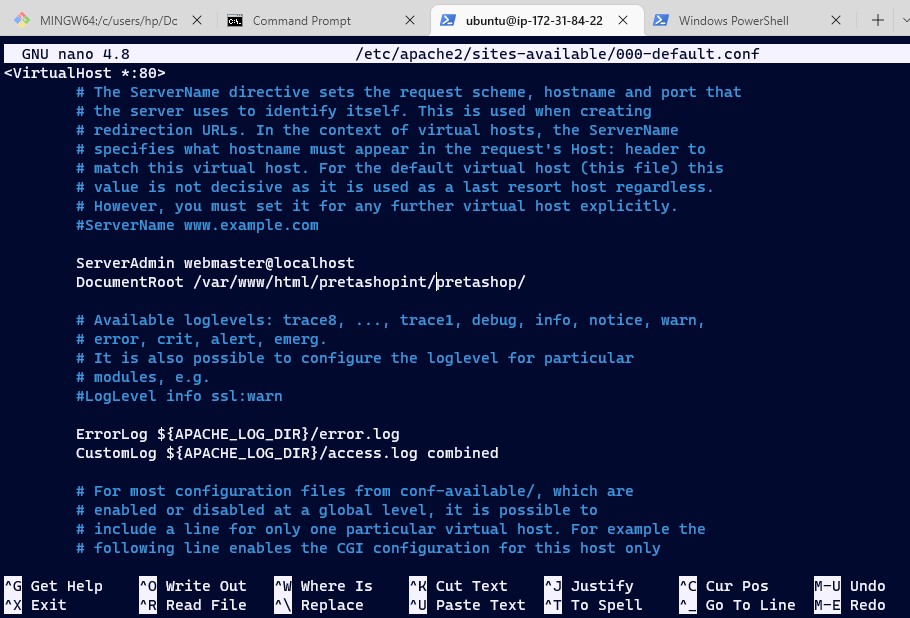 MINGW64:/c/users/hp/Dc
Command Prompt
ubuntu@ip-172-31-84-22
Windows PowerShell
GNU nano 4.8 /etc/apache2/sites-available/000-default.conf
<VirtualHost *:80>
# The ServerName directive sets the request scheme, hostname and port that
# the server uses to identify itself. This is used when creating
# redirection URLs. In the context of virtual hosts, the ServerName
# specifies what hostname must appear in the request's Host: header to
# match this virtual host. For the default virtual host (this file) this
# value is not decisive as it is used as a last resort host regardless.
# However, you must set it for any further virtual host explicitly.
#ServerName www.example.com
ServerAdmin webmaster@localhost
DocumentRoot /var/www/html/pretashopint/pretashop/
# Available loglevels: trace8, ..., trace1, debug, info, notice, warn,
# error, crit, alert, emerg.
# It is also possible to configure the loglevel for particular
# modules, e.g.
#LogLevel info ssl:warn
ErrorLog ${APACHE_LOG_DIR}/error.log
CustomLog ${APACHE_LOG_DIR}/access.log combined
# For most configuration files from conf-available/, which are
# enabled or disabled at a global level, it is possible to
# include a line for only one particular virtual host. For example the
# following line enables the CGI configuration for this host only
^G Get Help ^O Write Out ^W Where Is ^K Cut Text ^J Justify ^C Cur Pos M-U Undo
^X Exit ^R Read File ^\ Replace ^U Paste Text ^T To Spell ^_ Go To Line M-E Redo